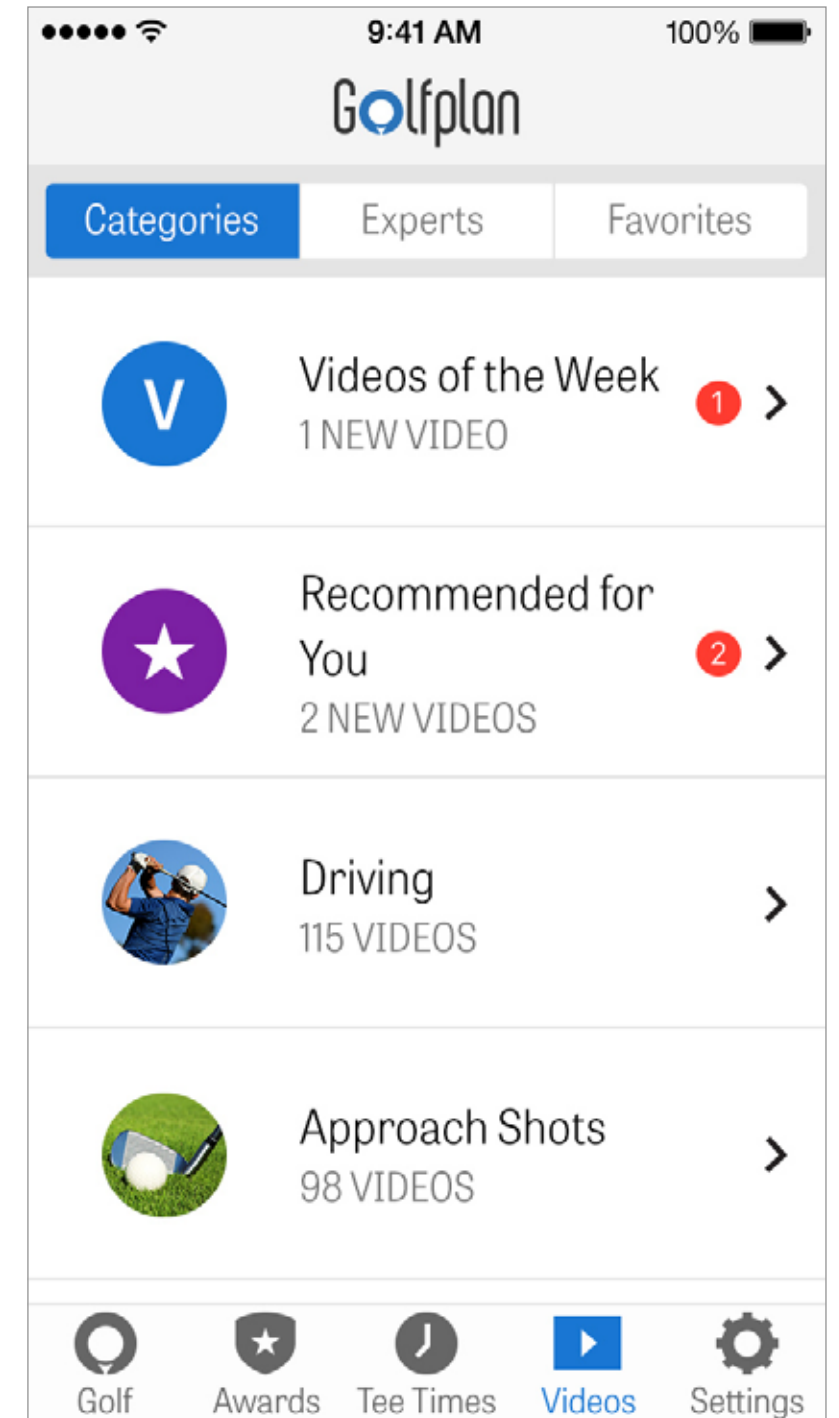 9:41 AM 100%
Golfplan
Categories Experts Favorites
V
Videos of the Week
1 NEW VIDEO
1
Recommended for
You
2 NEW VIDEOS
2
Driving
115 VIDEOS
Approach Shots
98 VIDEOS
Golf Awards Tee Times Videos Settings